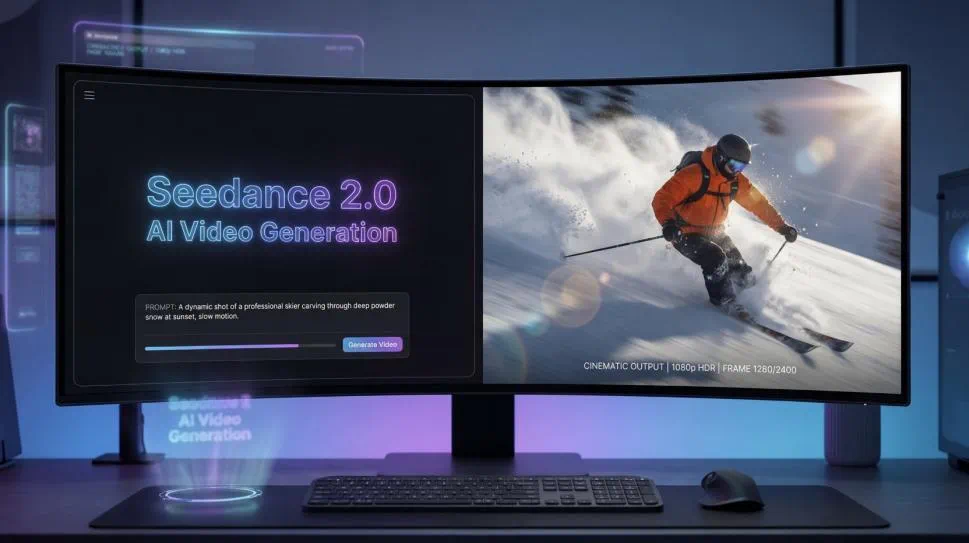 Seedance 2.0
AI Video Generation
PROMPT: A dynamic shot of a professional skier carving through deep powder
snow at sunset, slow motion.
Generate Video
CINEMATIC OUTPUT | 1080p HDR | FRAME 1280/2400
Seedance 2
AI Video
Generation